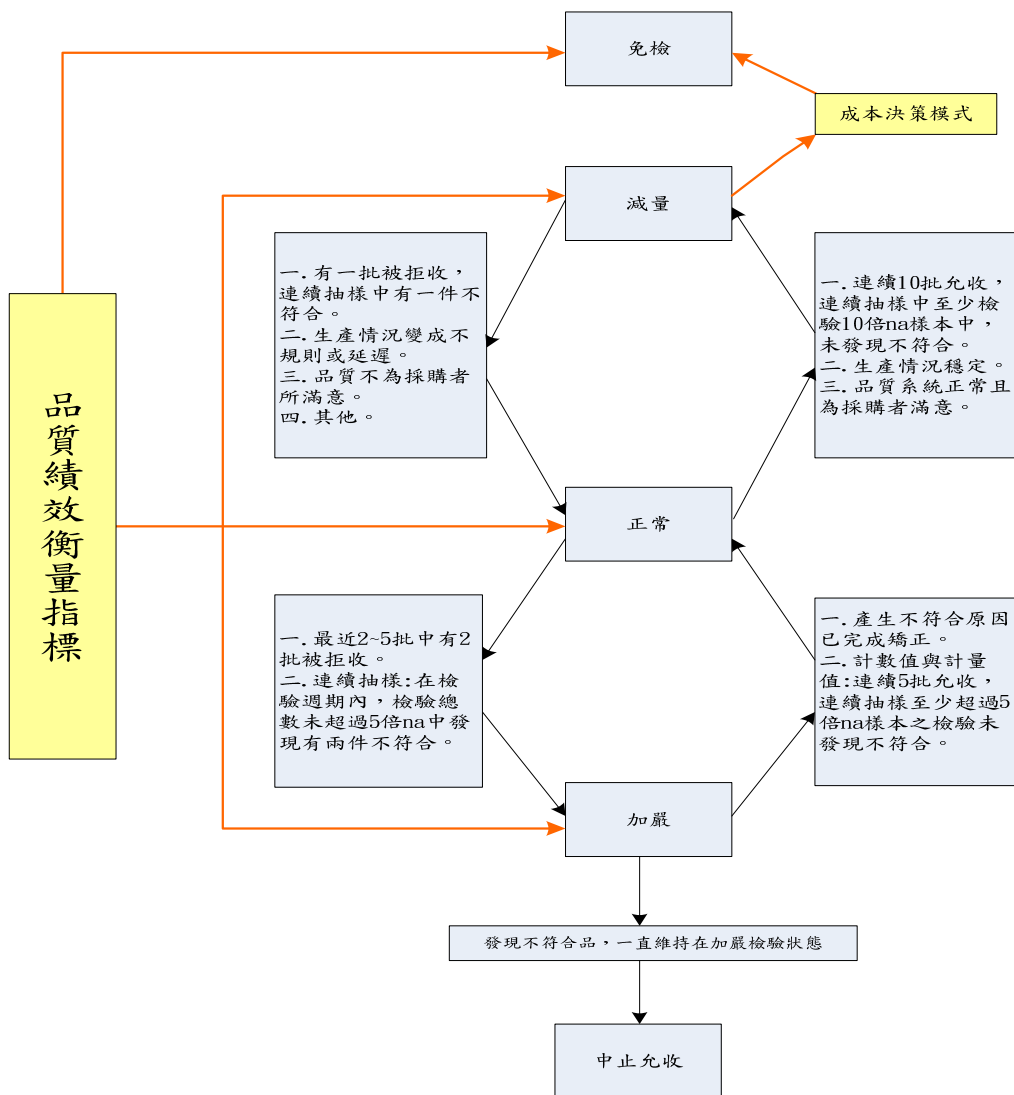 免檢
成本決策模式
減量
一.有一批被拒收，
連續抽樣中有一件不
符合。
二.生產情況變成不
規則或延遲。
三.品質不為採購者
所滿意。
四.其他。
一.連續10批允收，
連續抽樣中至少檢
驗10倍na樣本中，
未發現不符合。
二.生產情況穩定。
三.品質系統正常且
為採購者滿意。
品質績效衡量指標
正常
一.最近2~5批中有2
批被拒收。
二.連續抽樣:在檢
驗週期內，檢驗總
數未超過5倍na中發
現有兩件不符合。
一.產生不符合原因
已完成矯正。
二.計數值與計量
值:連續5批允收，
連續抽樣至少超過5
倍na樣本之檢驗未
發現不符合。
加嚴
發現不符合品，一直維持在加嚴檢驗狀態
中止允收